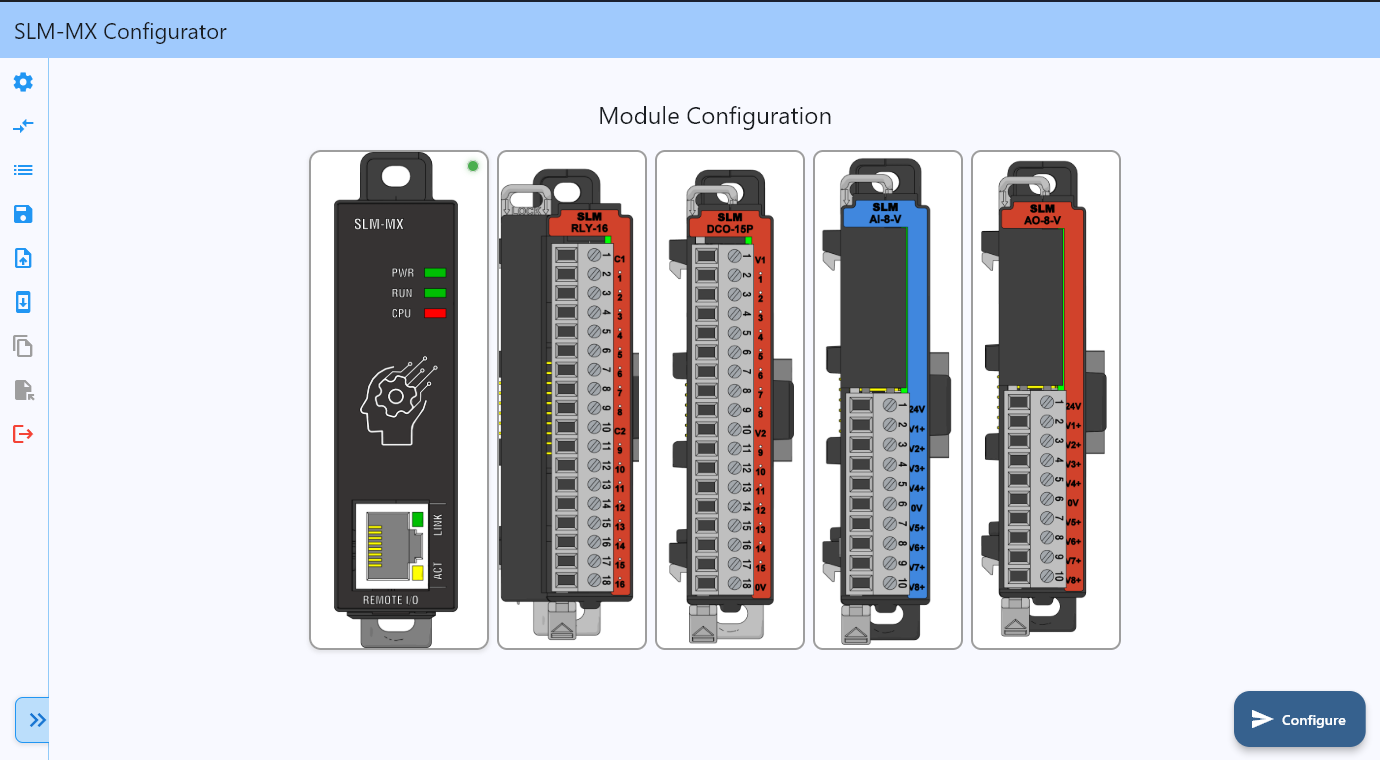 SLM-MX Configurator
Module Configuration
SLM-MX
PWR
RUN
CPU
LINK
ACT
REMOTE I/O
LOCK
SLM
RLY-16
1
2
3
4
5
6
7
8
9
10
11
12
13
14
15
16
17
18
C1
1
2
3
4
5
6
7
8
C2
9
10
11
12
13
14
15
16
SLM
DCO-15P
1
2
3
4
5
6
7
8
9
10
11
12
13
14
15
16
17
18
V1
1
2
3
4
5
6
7
8
V2
9
10
11
12
13
14
15
0V
SLM
AI-8-V
1
2
3
4
5
6
7
8
9
10
24V
V1+
V2+
V3+
V4+
0V
V5+
V6+
V7+
V8+
SLM
AO-8-V
1
2
3
4
5
6
7
8
9
10
24V
V1+
V2+
V3+
V4+
0V
V5+
V6+
V7+
V8+
Configure